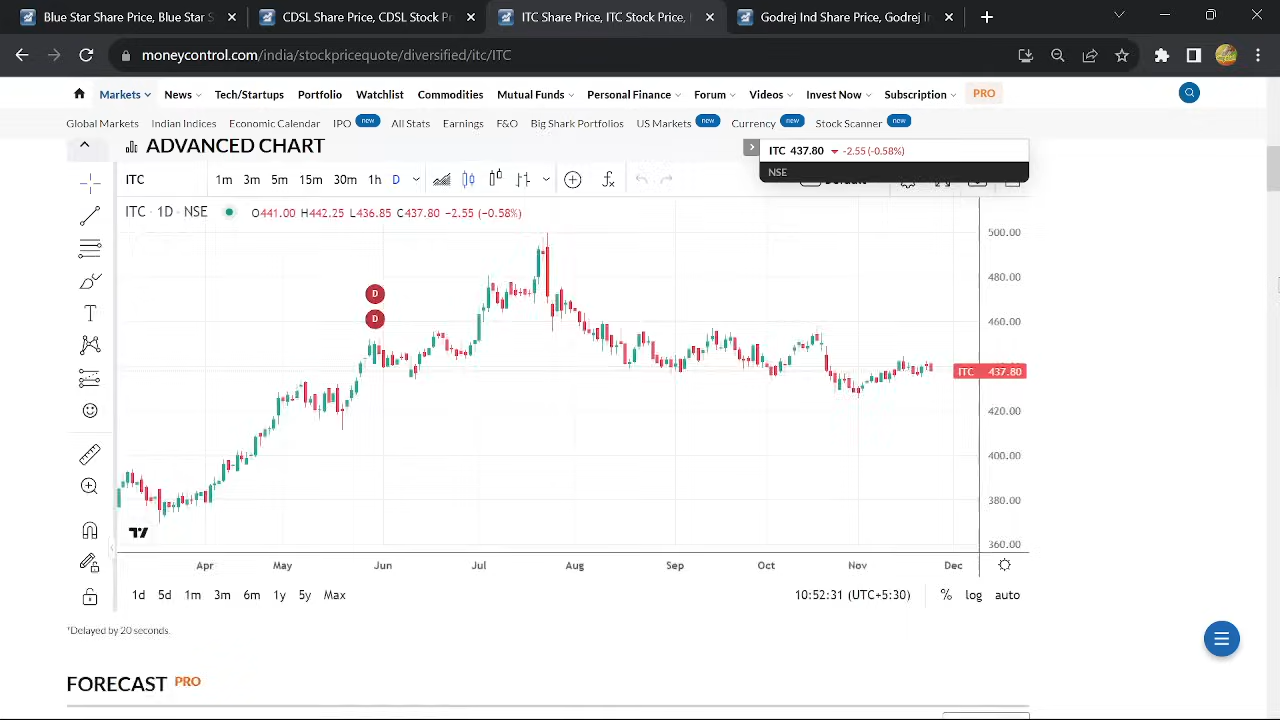 Blue Star Share Price, Blue Star S
CDSL Share Price, CDSL Stock P
ITC Share Price, ITC Stock Price,
Godrej Ind Share Price, Godrej In
moneycontrol.com/india/stockpricequote/diversified/itc/ITC
Markets News Tech/Startups Portfolio Watchlist Commodities Mutual Funds Personal Finance Forum Videos Invest Now Subscription PRO
Global Markets Indian Indices Economic Calendar IPO new All Stats Earnings F&O Big Shark Portfolios US Markets new Currency new Stock Scanner new
ADVANCED CHART
ITC 437.80 -2.55 (-0.58%)
NSE
ITC 1m 3m 5m 15m 30m 1h D
ITC · 1D · NSE O441.00 H442.25 L436.85 C437.80 −2.55 (−0.58%)
500.00
480.00
D
D
460.00
ITC 437.80
420.00
400.00
380.00
360.00
Apr May Jun Jul Aug Sep Oct Nov Dec
1d 5d 1m 3m 6m 1y 5y Max 10:52:31 (UTC+5:30) % log auto
*Delayed by 20 seconds.
FORECAST PRO